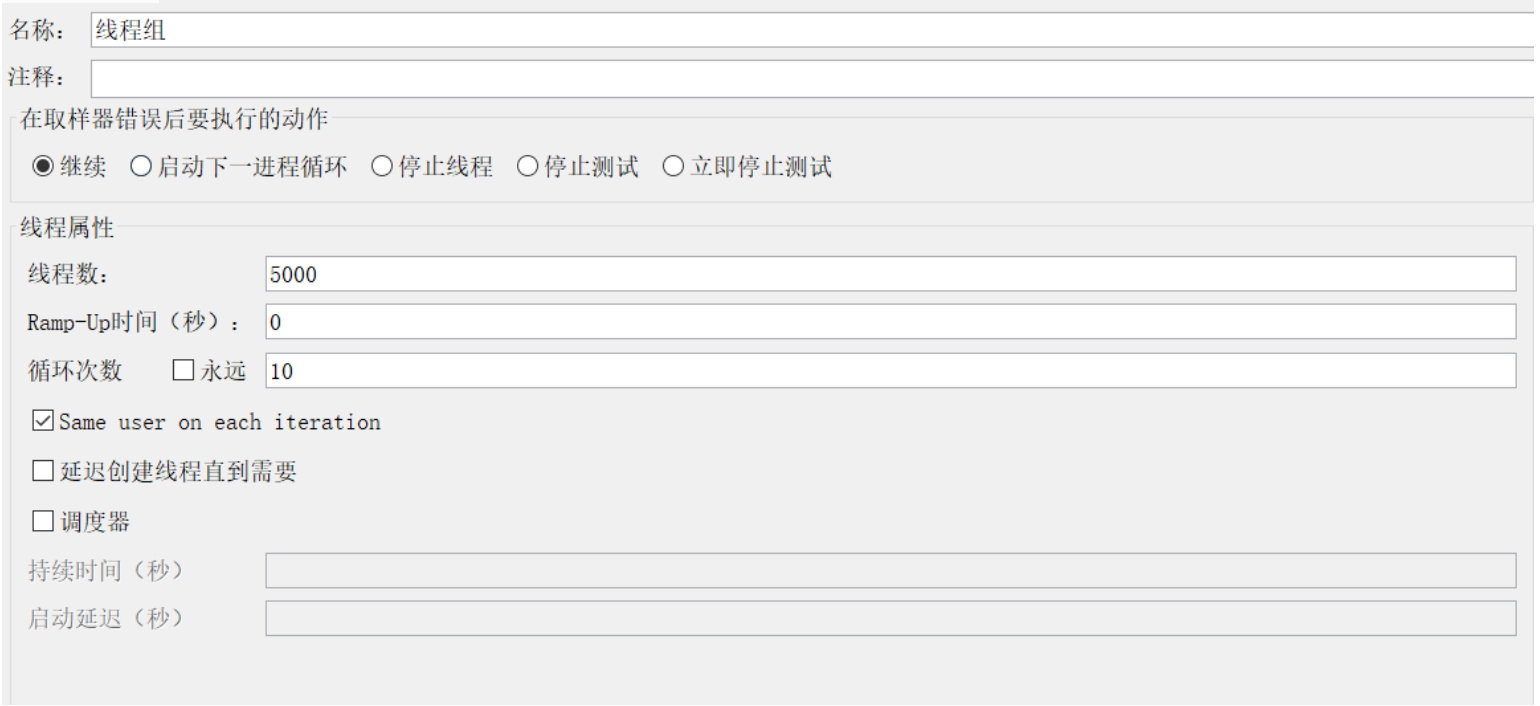 名称： 线程组
注释：
在取样器错误后要执行的动作
继续 启动下一进程循环 停止线程 停止测试 立即停止测试
线程属性
线程数： 5000
Ramp-Up时间（秒）： 0
循环次数 永远 10
Same user on each iteration
延迟创建线程直到需要
调度器
持续时间（秒）
启动延迟（秒）